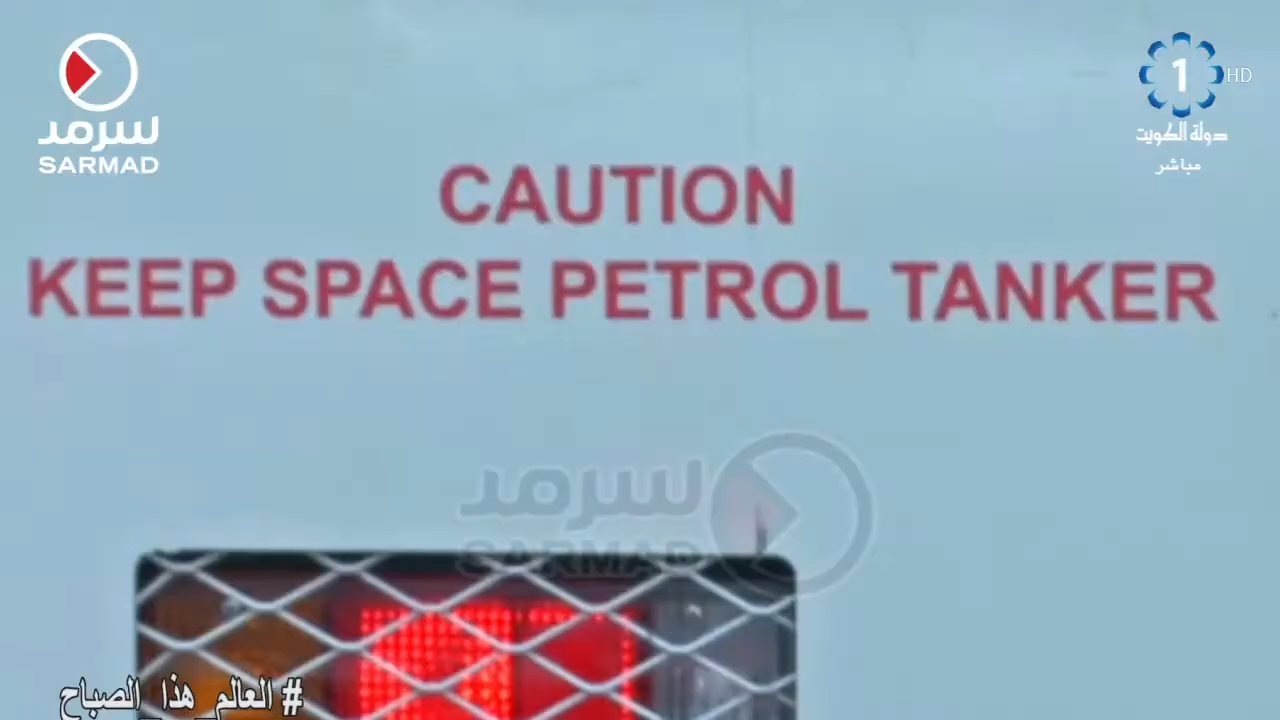 سرمد
SARMAD
1
HD
دولة الكويت
مباشر
CAUTION
KEEP SPACE PETROL TANKER
سرمد
SARMAD
#العالم_هذا_الصباح